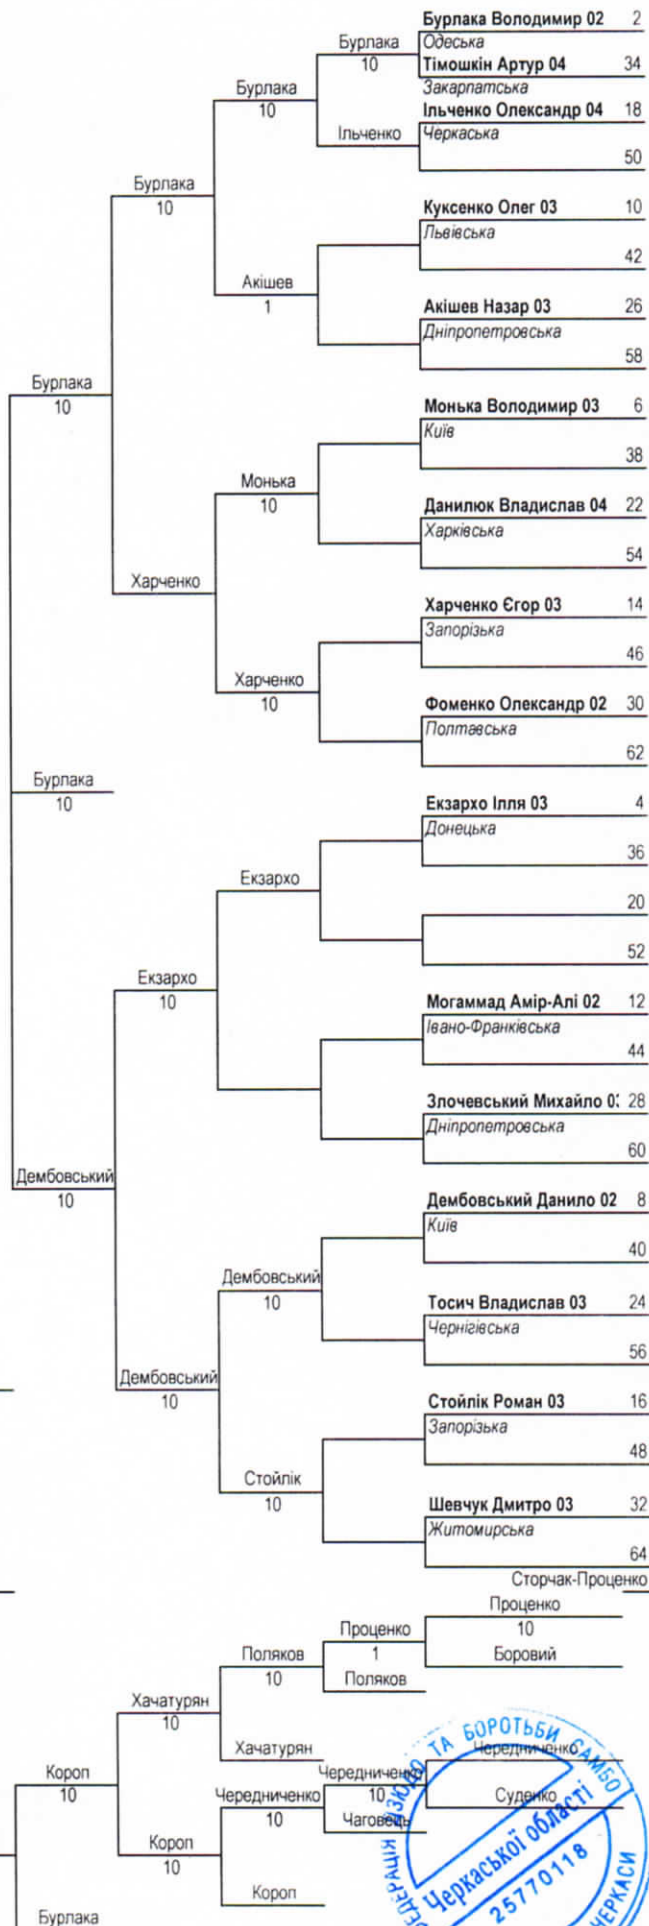 Бурлака Володимир 02 2
Бурлака Одеська
10 Тімошкін Артур 04 34
Бурлака Закарпатська
10 Ільченко Олександр 04 18
Ільченко Черкаська
50
Бурлака
10
Куксенко Олег 03 10
Львівська
42
Акішев
1
Акішев Назар 03 26
Дніпропетровська
58
Бурлака
10
Монька Володимир 03 6
Київ
38
Монька
10
Данилюк Владислав 04 22
Харківська
54
Харченко
Харченко Єгор 03 14
Запорізька
46
Харченко
10
Фоменко Олександр 02 30
Полтавська
62
Бурлака
10
Екзархо Ілля 03 4
Донецька
36
Екзархо
20
52
Екзархо
10
Могаммад Амір-Алі 02 12
Івано-Франківська
44
Злочевський Михайло 28
Дніпропетровська
60
Дембовський
10
Дембовський Данило 02 8
Київ
40
Дембовський
10
Тосич Владислав 03 24
Чернігівська
56
Дембовський
10
Стойлік Роман 03 16
Запорізька
48
Стойлік
10
Шевчук Дмитро 03 32
Житомирська
64
Сторчак-Проценко
Проценко
10
Проценко
1
Боровий
Поляков
10
Поляков
Хачатурян
10
Хачатурян
Чередниченко
Короп
10
Чередниченко
10
Суденко
Чередниченко
10
Чаговець
Короп
10
Короп
Бурлака
ДЗЮДО ТА БОРОТЬБИ САМБО
Черкаської області
25770118
ЧЕРКАСИ